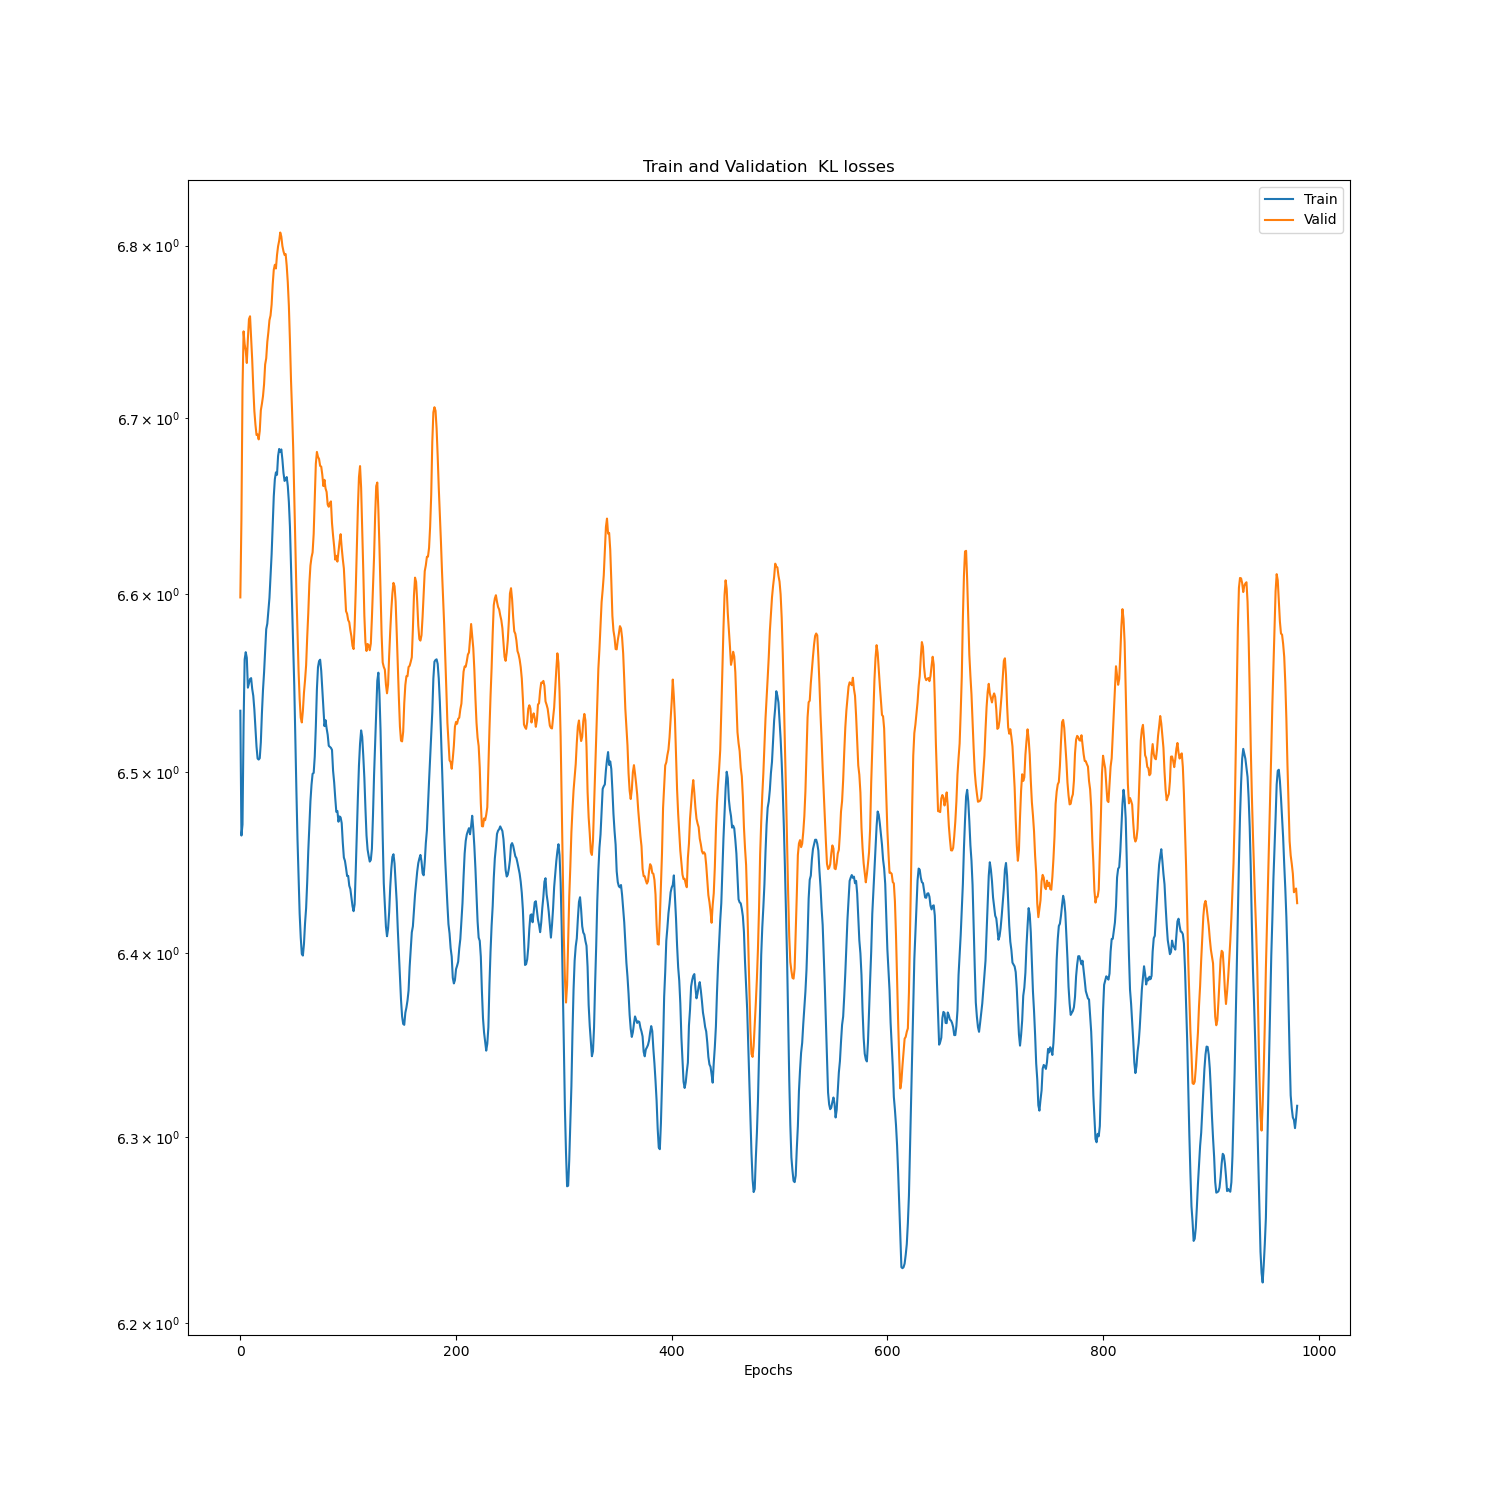 Train and Validation  KL losses
Train
Valid
6.8 × 10⁰
6.7 × 10⁰
6.6 × 10⁰
6.5 × 10⁰
6.4 × 10⁰
6.3 × 10⁰
6.2 × 10⁰
0 200 400 600 800 1000
Epochs